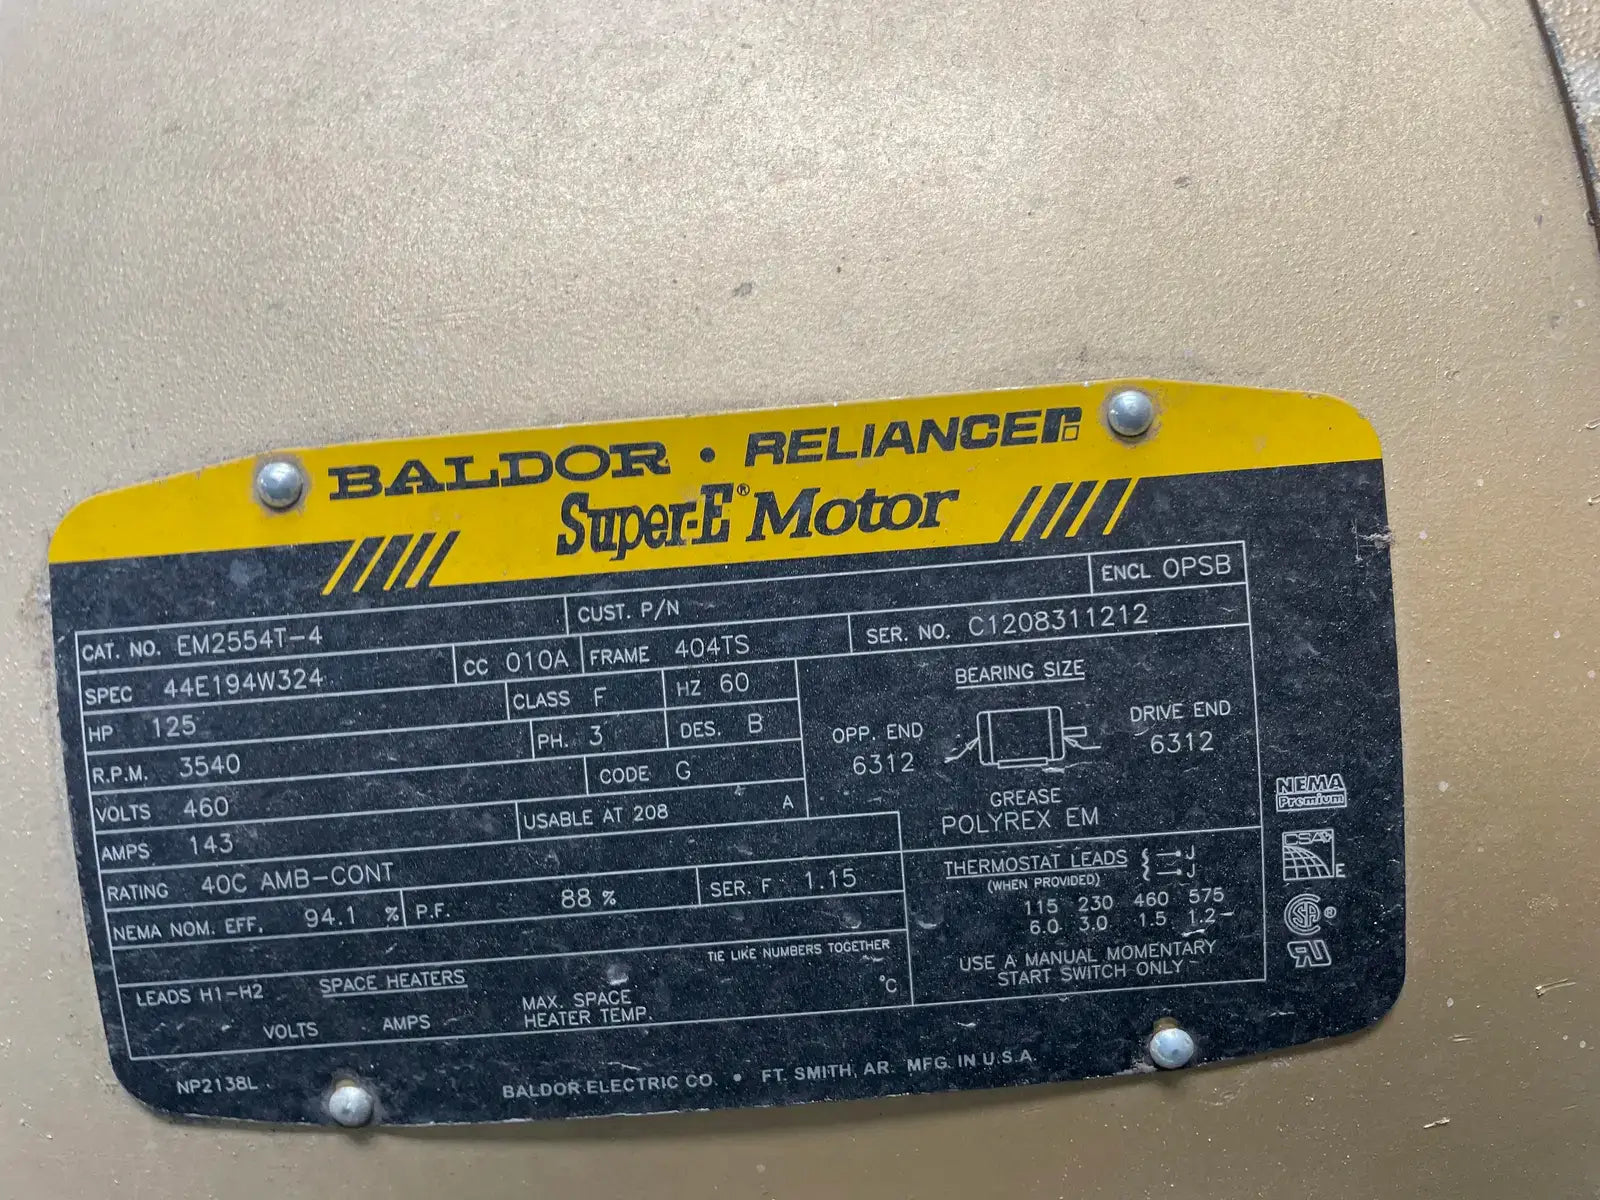 BALDOR • RELIANCER
Super-E® Motor
CAT. NO. EM2554T-4 CUST. P/N ENCL OPSB
SPEC 44E194W324 CC 010A FRAME 404TS SER. NO. C1208311212
HP 125 CLASS F HZ 60
R.P.M. 3540 PH. 3 DES. B
VOLTS 460 CODE G
AMPS 143 USABLE AT 208 A
RATING 40C AMB-CONT
NEMA NOM. EFF. 94.1 % P.F. 88 % SER. F 1.15
TIE LIKE NUMBERS TOGETHER
LEADS H1-H2 SPACE HEATERS
VOLTS AMPS MAX. SPACE
HEATER TEMP. °C
BEARING SIZE
OPP. END DRIVE END
6312 6312
GREASE
POLYREX EM
THERMOSTAT LEADS J
(WHEN PROVIDED) J
115 230 460 575
6.0 3.0 1.5 1.2
USE A MANUAL MOMENTARY
START SWITCH ONLY
NEMA
Premium
CSA
E
SA ®
RU
NP2138L
BALDOR ELECTRIC CO. • FT. SMITH, AR. MFG. IN U.S.A.